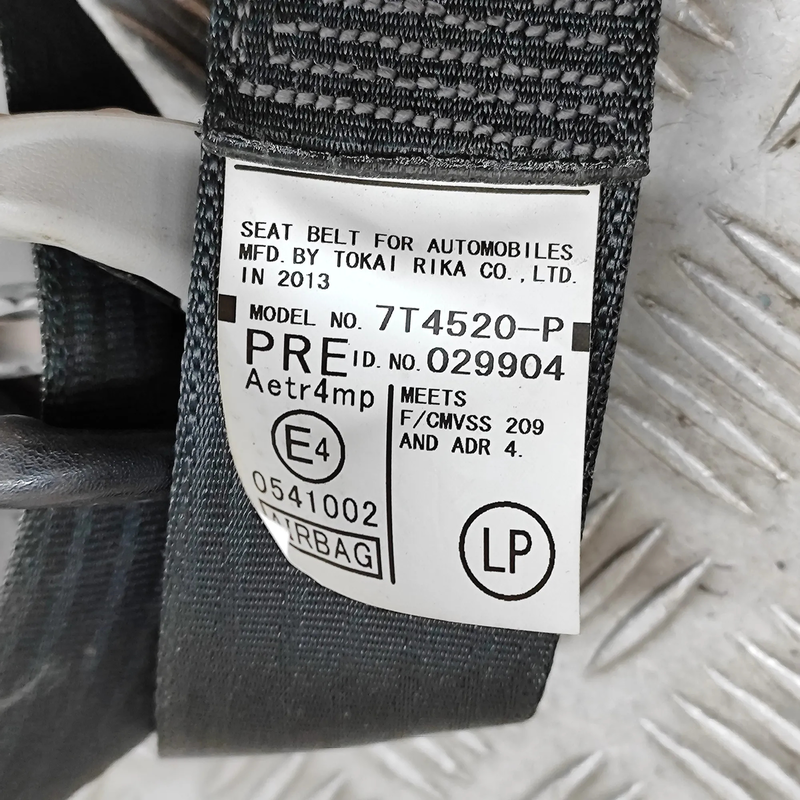 SEAT BELT FOR AUTOMOBILES
MFD. BY TOKAI RIKA CO., LTD.
IN 2013
MODEL NO. 7T4520-P
PRE ID. NO. 029904
Aetr4mp
E4
0541002
AIRBAG
MEETS
F/CMVSS 209
AND ADR 4.
LP